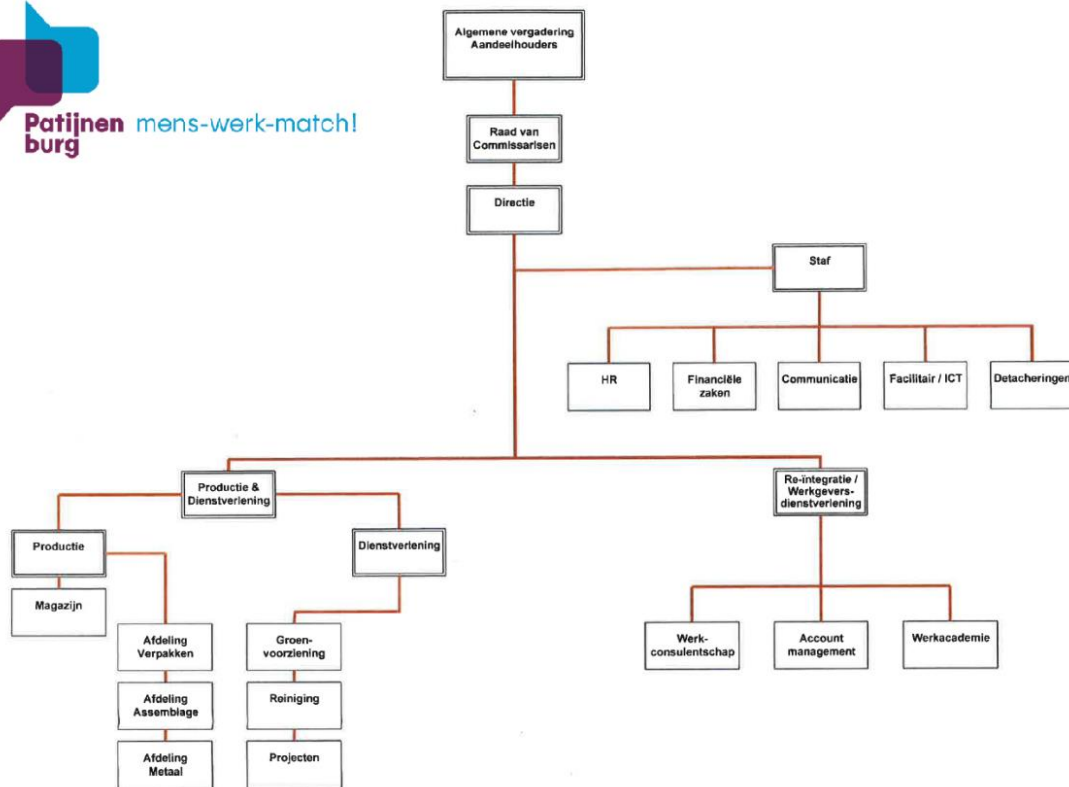 Patijnen mens-werk-match!
burg
Algemene vergadering
Aandeelhouders
Raad van
Commissarisen
Directie
Staf
HR
Financiële
zaken
Communicatie
Facilitair / ICT
Detacheringen
Productie &
Dienstverlening
Re-integratie /
Werkgevers-
dienstverlening
Productie
Dienstverlening
Magazijn
Afdeling
Verpakken
Afdeling
Assemblage
Afdeling
Metaal
Groen-
voorziening
Reiniging
Projecten
Werk-
consulentschap
Account
management
Werkacademie